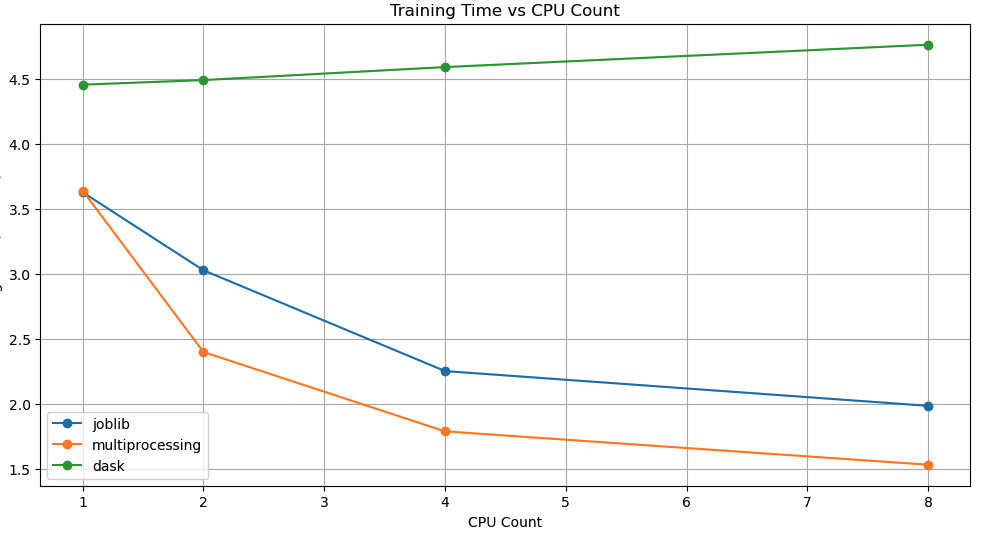 Training Time vs CPU Count
4.5
4.0
3.5
3.0
2.5
2.0
1.5
joblib
multiprocessing
dask
1 2 3 4 5 6 7 8
CPU Count